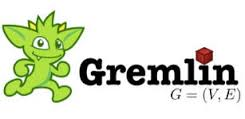 Gremlin
G = (V, E)